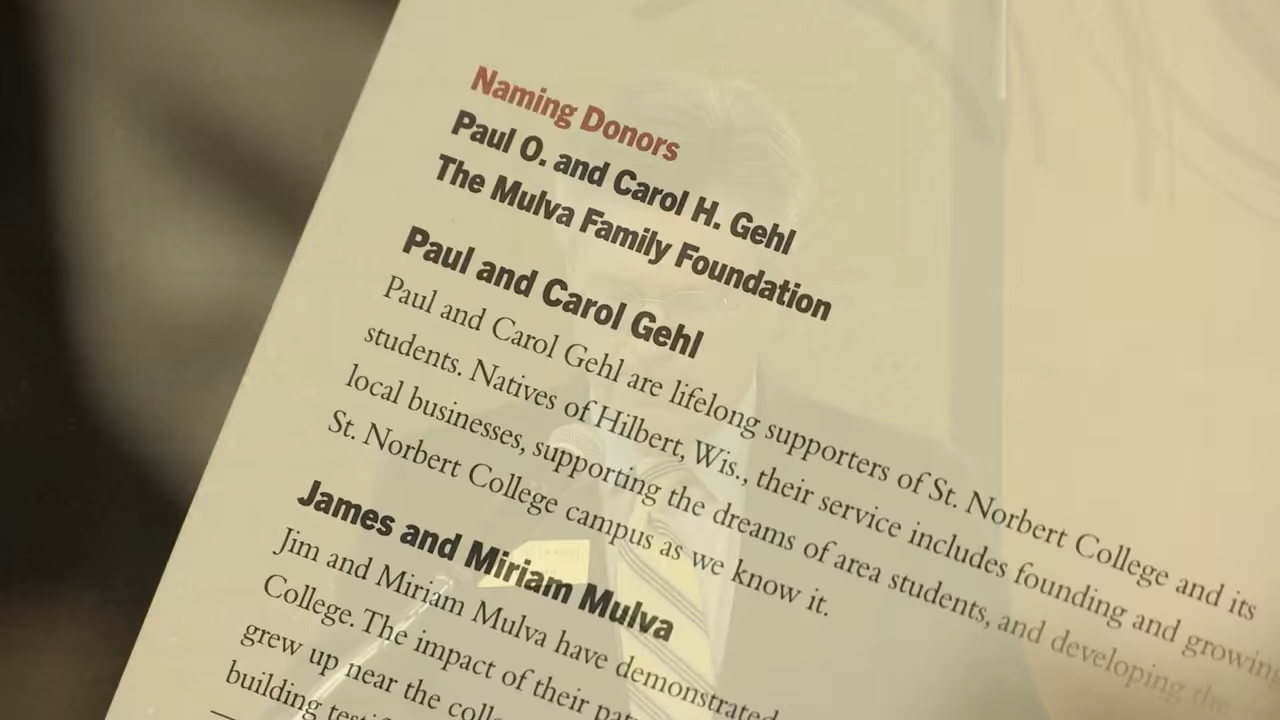 Naming Donors
Paul O. and Carol H. Gehl
The Mulva Family Foundation
Paul and Carol Gehl
Paul and Carol Gehl are lifelong supporters of St. Norbert College and its
students. Natives of Hilbert, Wis., their service includes founding and growing
local businesses, supporting the dreams of area students, and developing the
St. Norbert College campus as we know it.
James and Miriam Mulva
Jim and Miriam Mulva have demonstrated
College. The impact of their
grew up near the
building